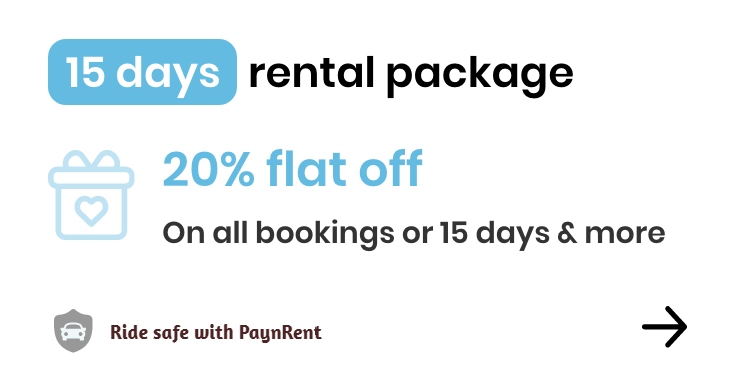 15 days rental package
20% flat off
On all bookings or 15 days & more
Ride safe with PaynRent